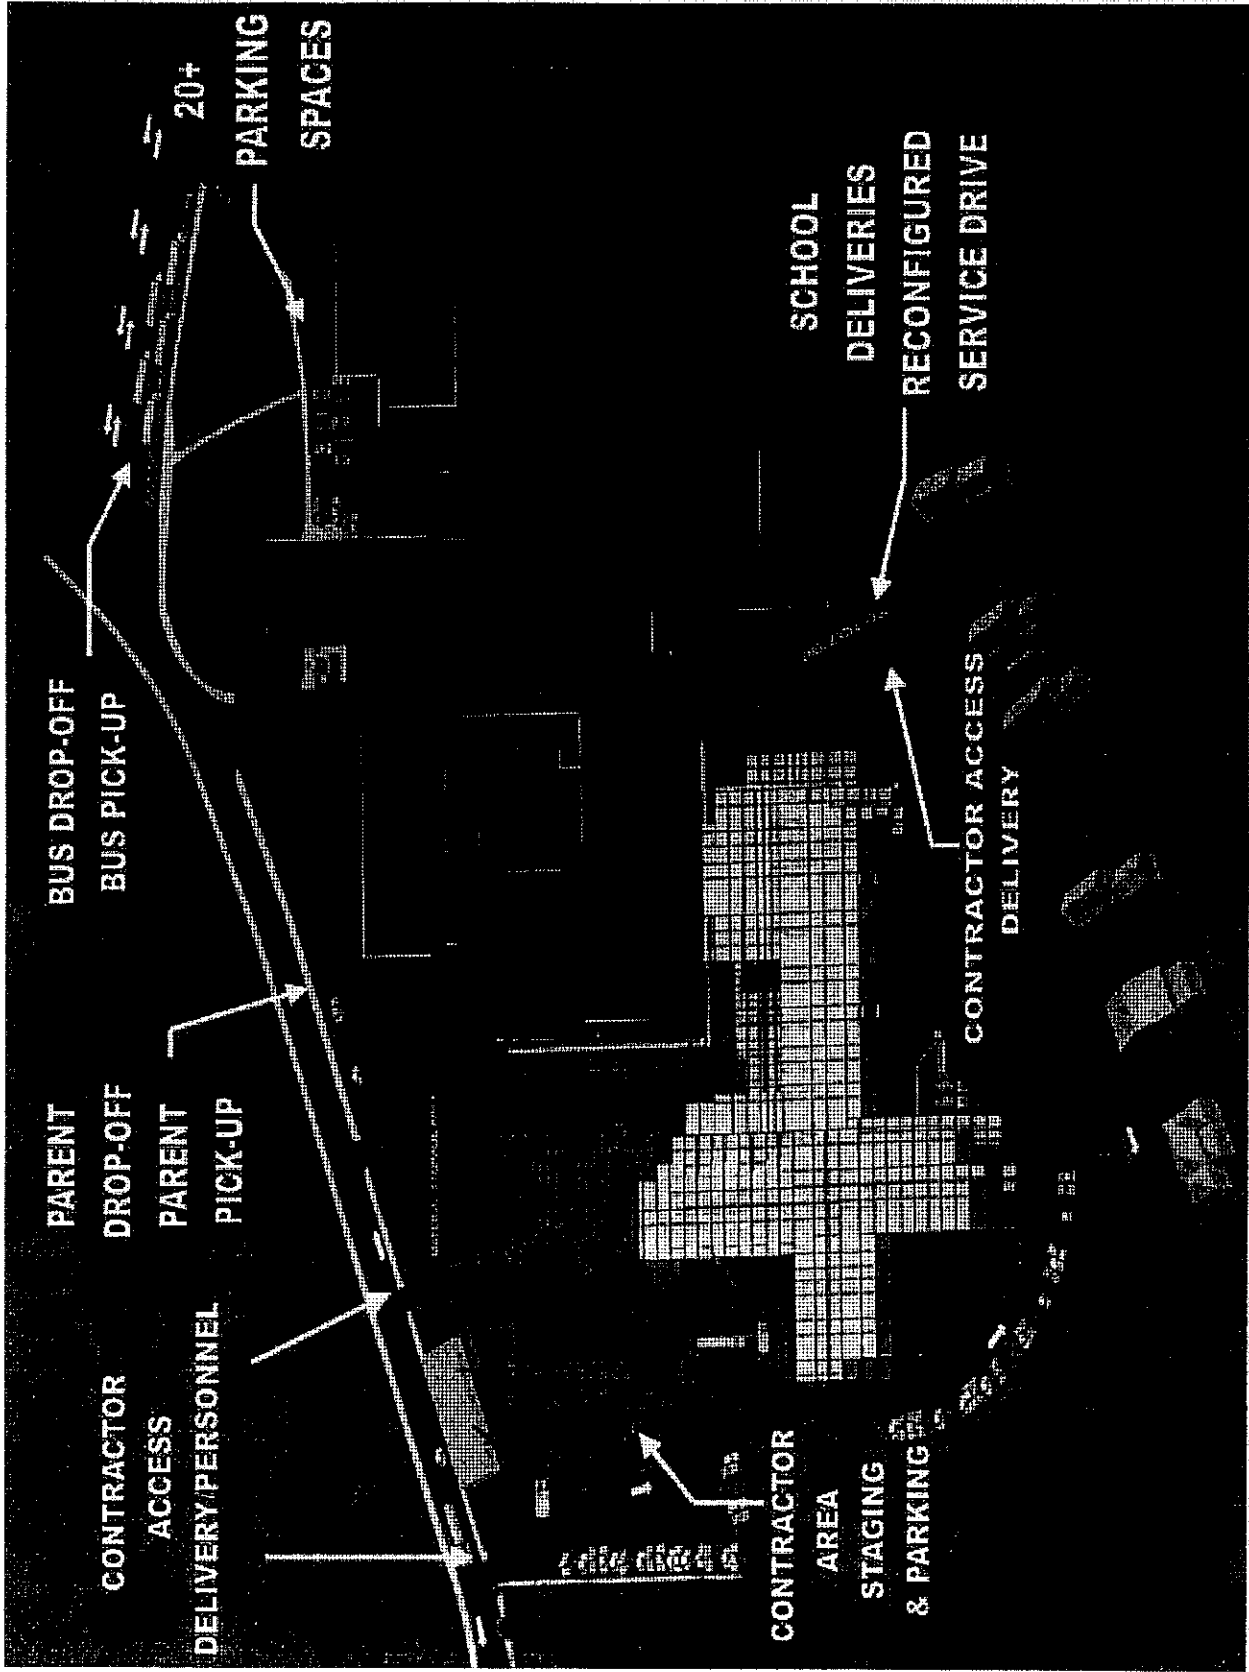 CONTRACTOR
ACCESS
DELIVERY/PERSONNEL
PARENT
DROP-OFF
PARENT
PICK-UP
BUS DROP-OFF
BUS PICK-UP
20+
PARKING
SPACES
CONTRACTOR
AREA
STAGING
& PARKING
CONTRACTOR ACCESS
DELIVERY
SCHOOL
DELIVERIES
RECONFIGURED
SERVICE DRIVE